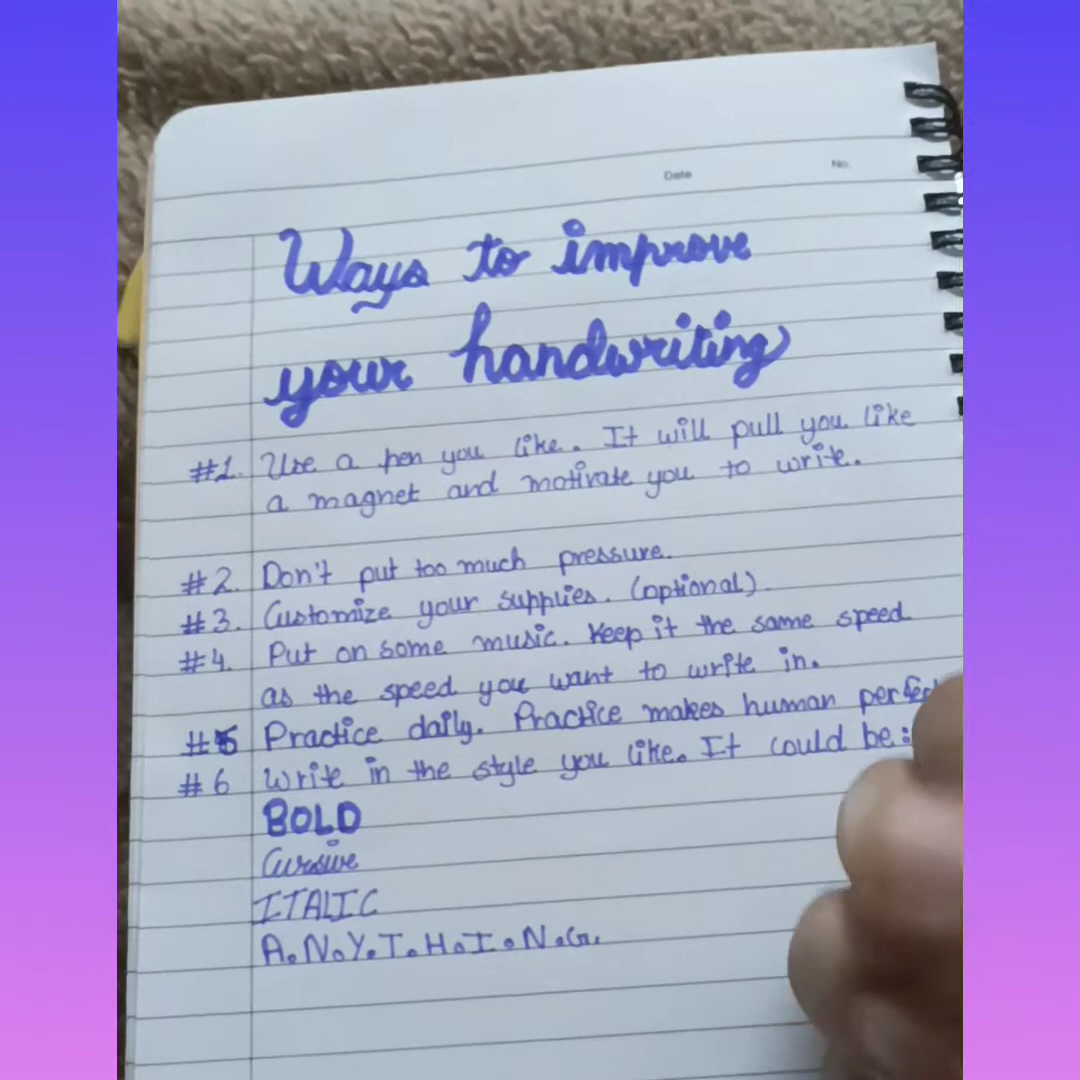 Date No.
Ways to improve
your handwriting
#1. Use a pen you like. It will pull you like
a magnet and motivate you to write.
#2. Don't put too much pressure.
#3. Customize your supplies. (optional).
#4. Put on some music. Keep it the same speed
as the speed you want to write in.
#5 Practice daily. Practice makes human
#6 Write in the style you like. It could be:
BOLD
Cursive
ITALIC
A.N.Y.T.H.I.N.G.